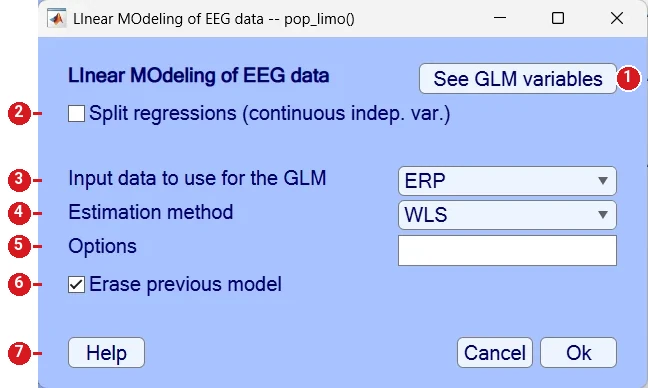 LInear MOdeling of EEG data -- pop_limo()
LInear MOdeling of EEG data
See GLM variables 1
2 Split regressions (continuous indep. var.)
3 Input data to use for the GLM ERP
4 Estimation method WLS
5 Options
6 Erase previous model
7 Help Cancel Ok